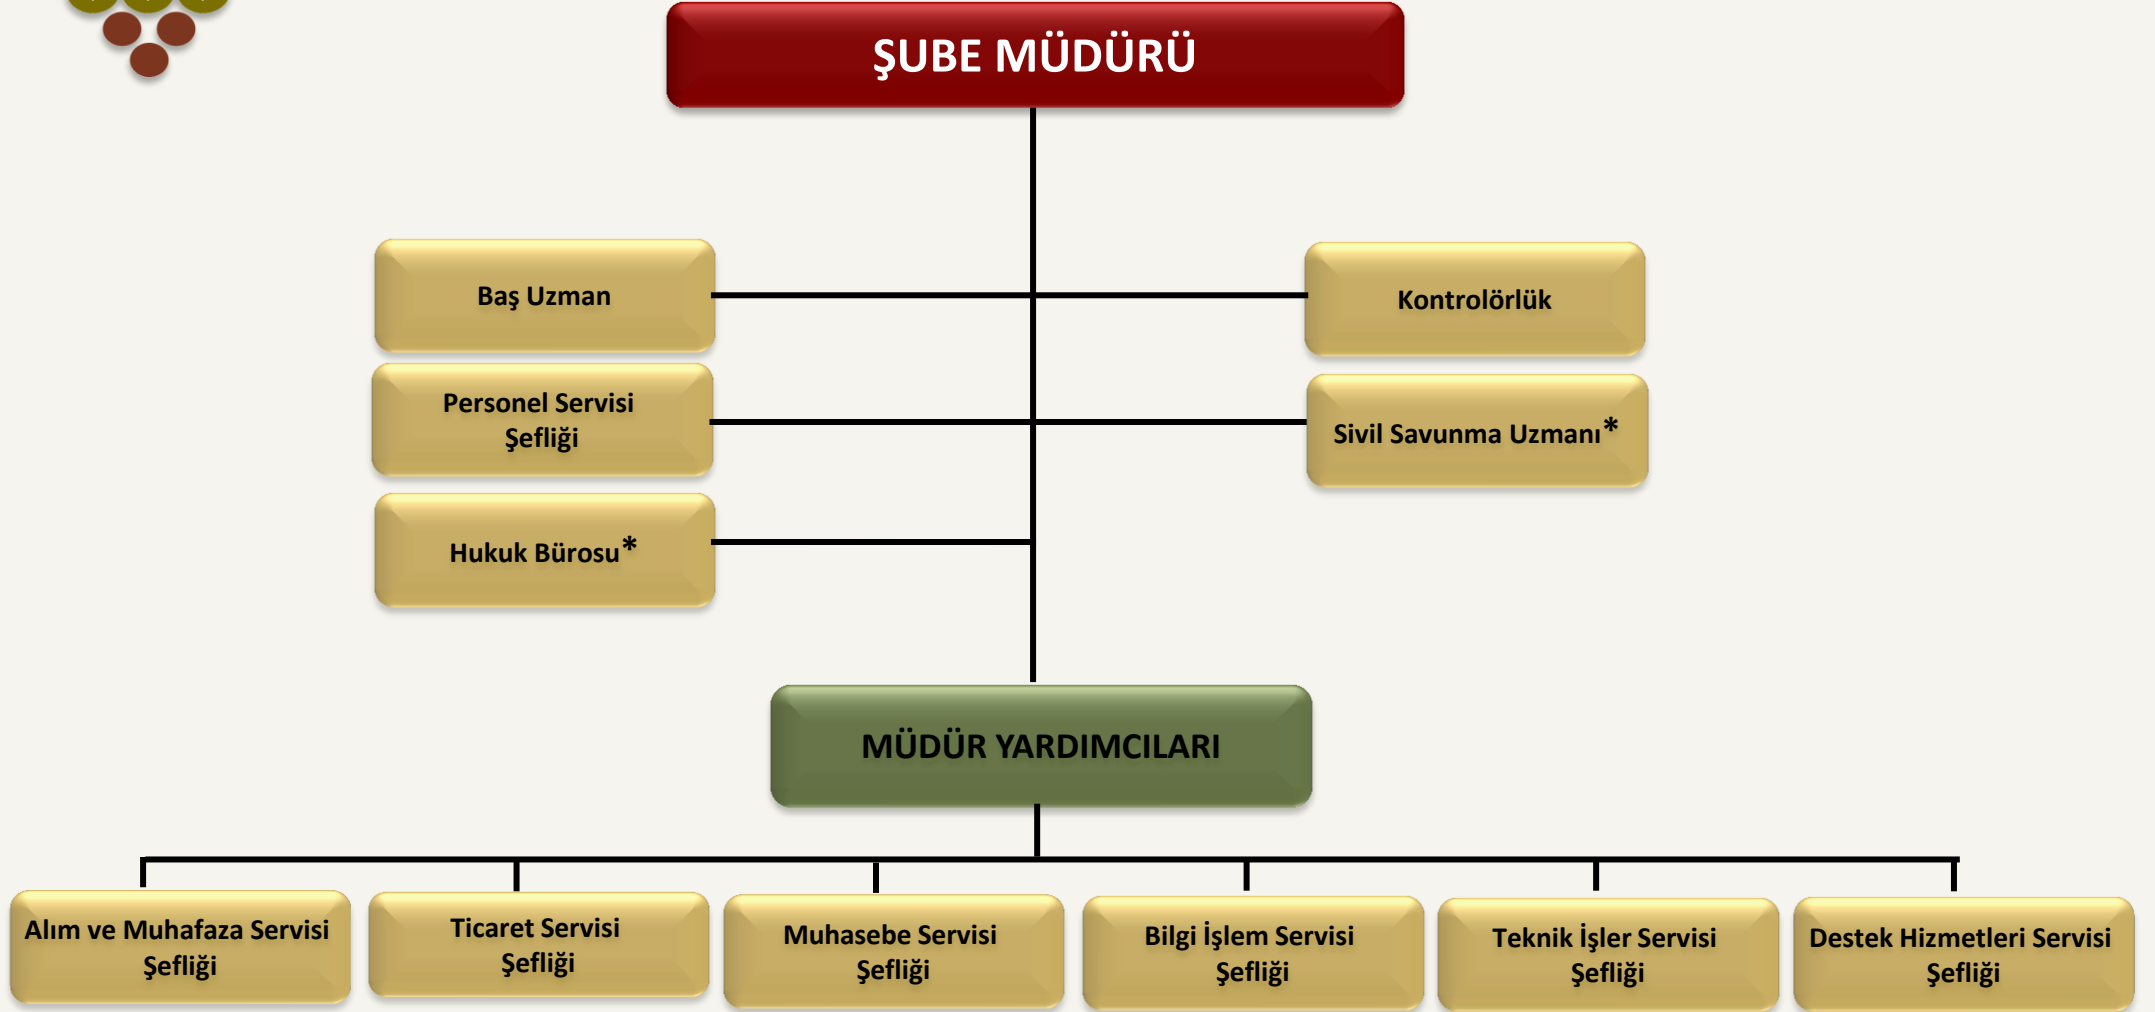 ŞUBE MÜDÜRÜ
Baş Uzman
Kontrolörlük
Personel Servisi
Şefliği
Sivil Savunma Uzmanı*
Hukuk Bürosu*
MÜDÜR YARDIMCILARI
Alım ve Muhafaza Servisi
Şefliği
Ticaret Servisi
Şefliği
Muhasebe Servisi
Şefliği
Bilgi İşlem Servisi
Şefliği
Teknik İşler Servisi
Şefliği
Destek Hizmetleri Servisi
Şefliği